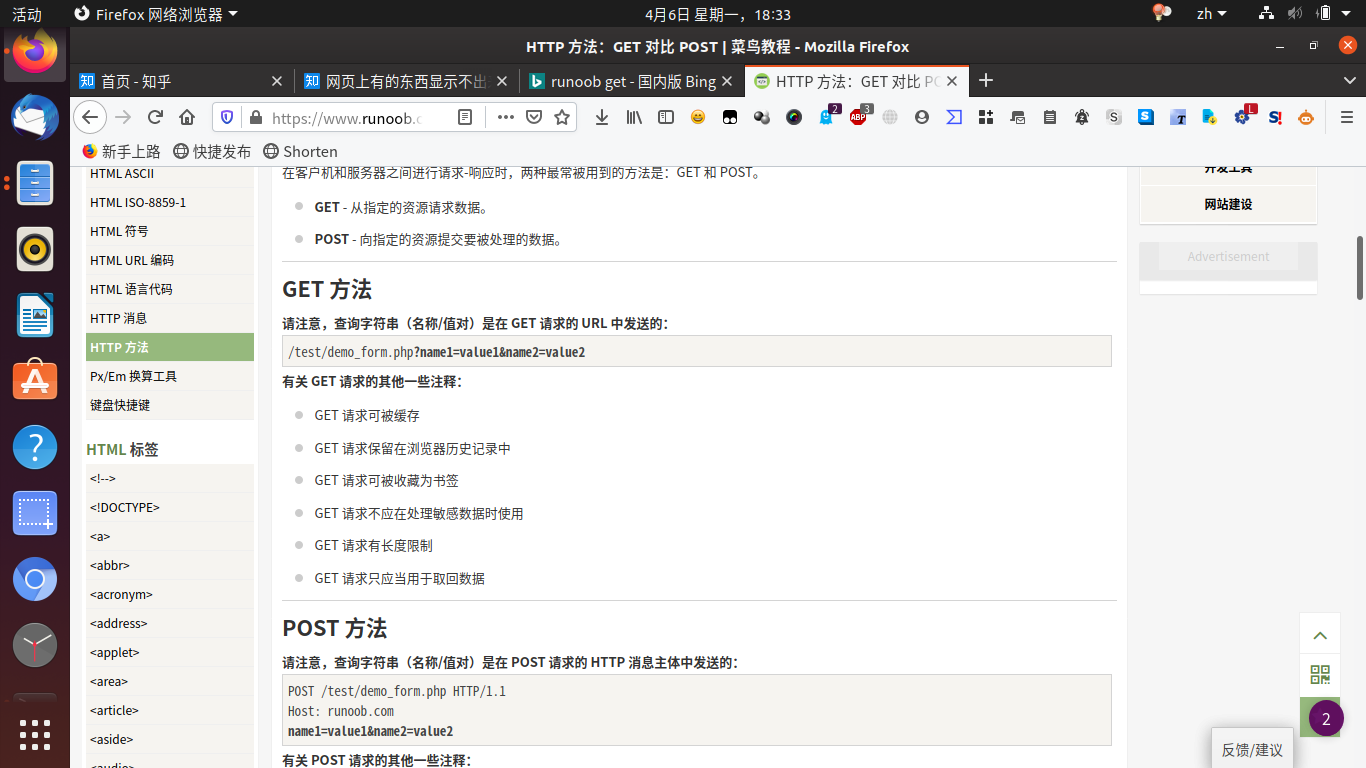 活动
Firefox 网络浏览器
4月6日 星期一，18:33
zh
HTTP 方法：GET 对比 POST | 菜鸟教程 - Mozilla Firefox
首页 - 知乎
网页上有的东西显示不出
runoob get - 国内版 Bing
HTTP 方法：GET 对比 PO
https://www.runoob.c
2
ABP
3
L
新手上路
快捷发布
Shorten
HTML ASCII
HTML ISO-8859-1
HTML 符号
HTML URL 编码
HTML 语言代码
HTTP 消息
HTTP 方法
Px/Em 换算工具
键盘快捷键
HTML 标签
<!-->
<!DOCTYPE>
<a>
<abbr>
<acronym>
<address>
<applet>
<area>
<article>
<aside>
<audio>
在客户机和服务器之间进行请求-响应时，两种最常被用到的方法是：GET 和 POST。
GET - 从指定的资源请求数据。
POST - 向指定的资源提交要被处理的数据。
GET 方法
请注意，查询字符串（名称/值对）是在 GET 请求的 URL 中发送的：
/test/demo_form.php?name1=value1&name2=value2
有关 GET 请求的其他一些注释：
GET 请求可被缓存
GET 请求保留在浏览器历史记录中
GET 请求可被收藏为书签
GET 请求不应在处理敏感数据时使用
GET 请求有长度限制
GET 请求只应当用于取回数据
POST 方法
请注意，查询字符串（名称/值对）是在 POST 请求的 HTTP 消息主体中发送的：
POST /test/demo_form.php HTTP/1.1
Host: runoob.com
name1=value1&name2=value2
有关 POST 请求的其他一些注释：
开发工具
网站建设
Advertisement
2
反馈/建议